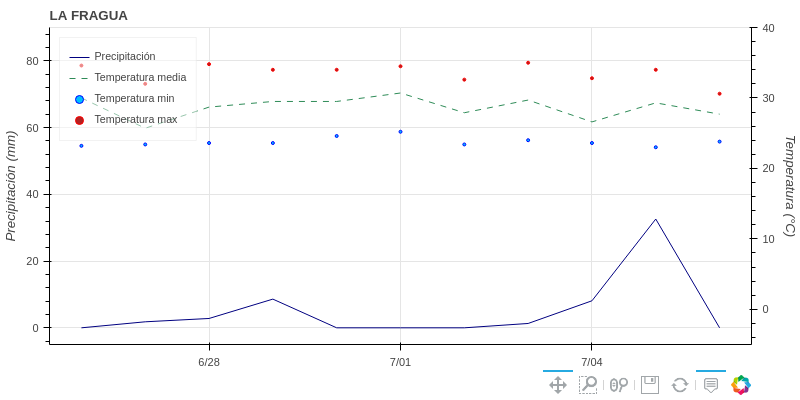 LA FRAGUA
Precipitación
Temperatura media
Temperatura min
Temperatura max
Precipitación (mm)
80
60
40
20
0
Temperatura (°C)
40
30
20
10
0
6/28
7/01
7/04